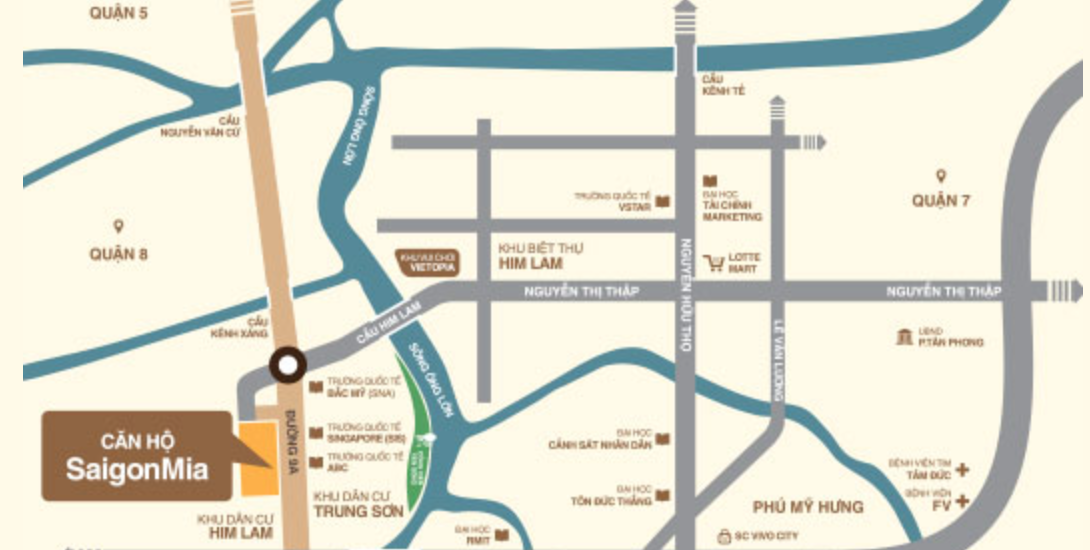 QUẬN 5
CẦU
KÊNH TẺ
CẦU
NGUYỄN VĂN CỪ
SÔNG ÔNG LỚN
TRƯỜNG QUỐC TẾ
VSTAR
ĐẠI HỌC
TÀI CHÍNH
MARKETING
QUẬN 7
QUẬN 8
KHU VUI CHƠI
VIETOPIA
KHU BIỆT THỰ
HIM LAM
LOTTE
MART
NGUYỄN HỮU THỌ
NGUYỄN THỊ THẬP
NGUYỄN THỊ THẬP
CẦU HIM LAM
CẦU
KÊNH XÁNG
LÊ VĂN LƯƠNG
UBND
P.TÂN PHONG
SÔNG ÔNG LỚN
TRƯỜNG QUỐC TẾ
BẮC MỸ (SNA)
CĂN HỘ
SaigonMia
ĐƯỜNG 9A
TRƯỜNG QUỐC TẾ
SINGAPORE (SIS)
TRƯỜNG QUỐC TẾ
ABC
ĐẠI HỌC
CẢNH SÁT NHÂN DÂN
BỆNH VIỆN TIM
TÂM ĐỨC
BỆNH VIỆN
FV
KHU DÂN CƯ
TRUNG SƠN
ĐẠI HỌC
TÔN ĐỨC THẮNG
PHÚ MỸ HƯNG
KHU DÂN CƯ
HIM LAM
ĐẠI HỌC
RMIT
SC VIVO CITY